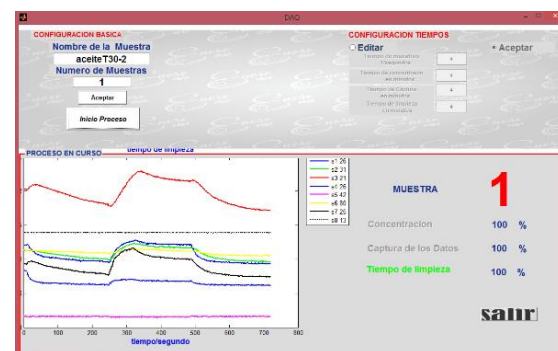 DAQ
CONFIGURACION BASICA
Nombre de la Muestra
aceiteT30-2
Numero de Muestras
1
Aceptar
Inicio Proceso
CONFIGURACION TIEMPOS
Editar
Aceptar
PROCESO EN CURSO
tiempo de limpieza
s1 26
s2 31
s3 21
s4 26
s5 42
s6 80
s7 25
s8 13
0 100 200 300 400 500 600 700 800
tiempo/segundo
MUESTRA 1
Concentracion 100 %
Captura de los Datos 100 %
Tiempo de limpieza 100 %
salir